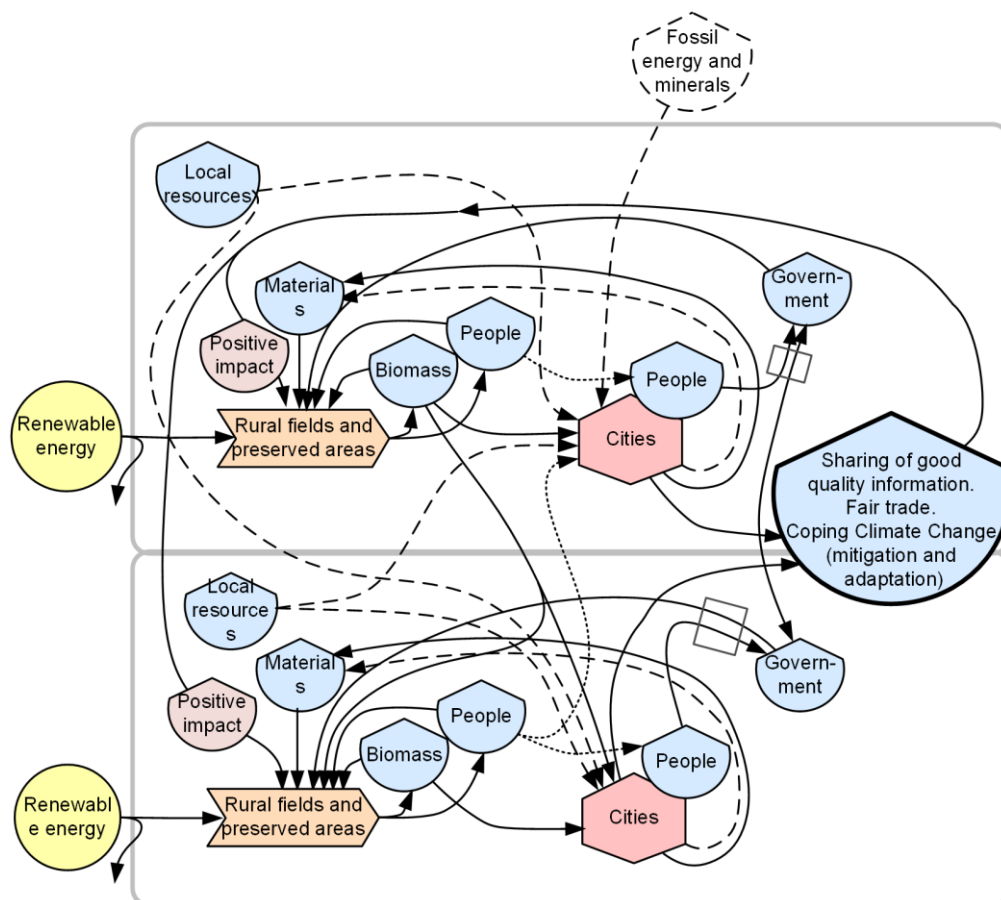 Fossil
energy and
minerals
Local
resources
Govern-
ment
Material
s
Positive
impact
People
Biomass
People
Renewable
energy
Rural fields and
preserved areas
Cities
Sharing of good
quality information.
Fair trade.
Coping Climate Change
(mitigation and
adaptation)
Local
resource
s
Material
s
Govern-
ment
Positive
impact
People
Biomass
People
Renewabl
e energy
Rural fields and
preserved areas
Cities